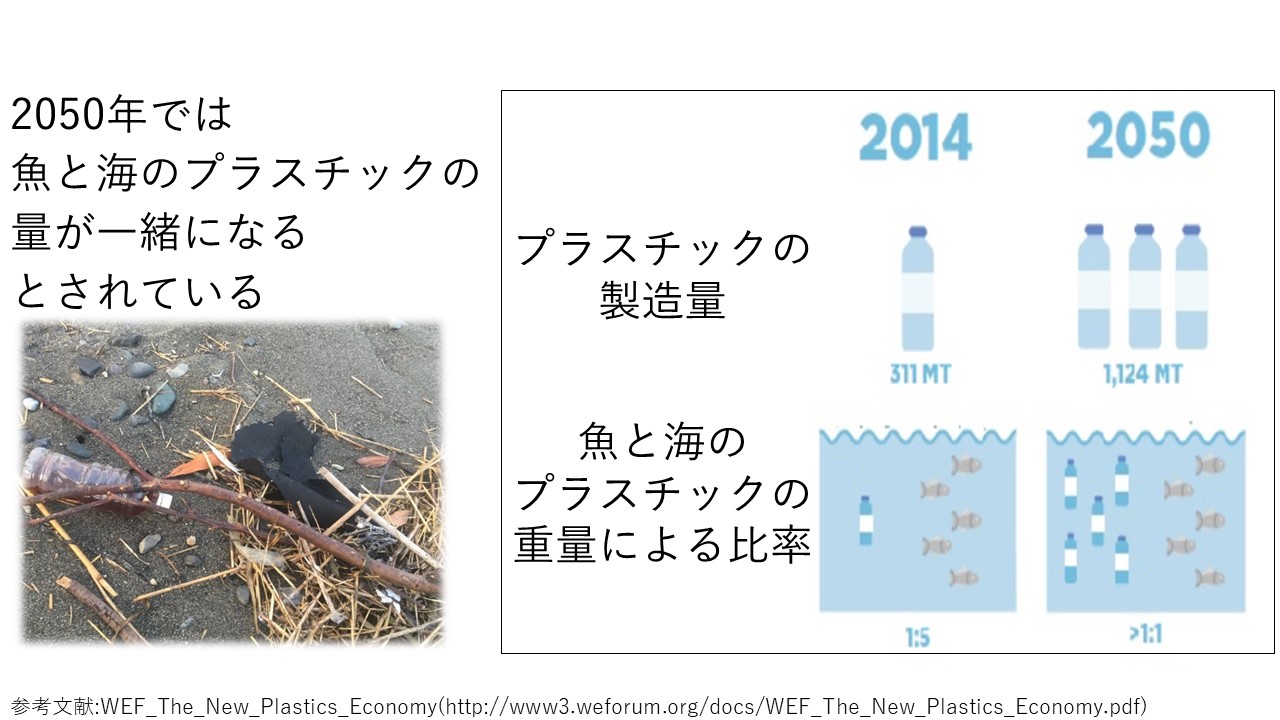 2050年では
魚と海のプラスチックの
量が一緒になる
とされている
2014
2050
プラスチックの
製造量
311 MT
1,124 MT
魚と海の
プラスチックの
重量による比率
1:5
>1:1
参考文献:WEF_The_New_Plastics_Economy(http://www3.weforum.org/docs/WEF_The_New_Plastics_Economy.pdf)